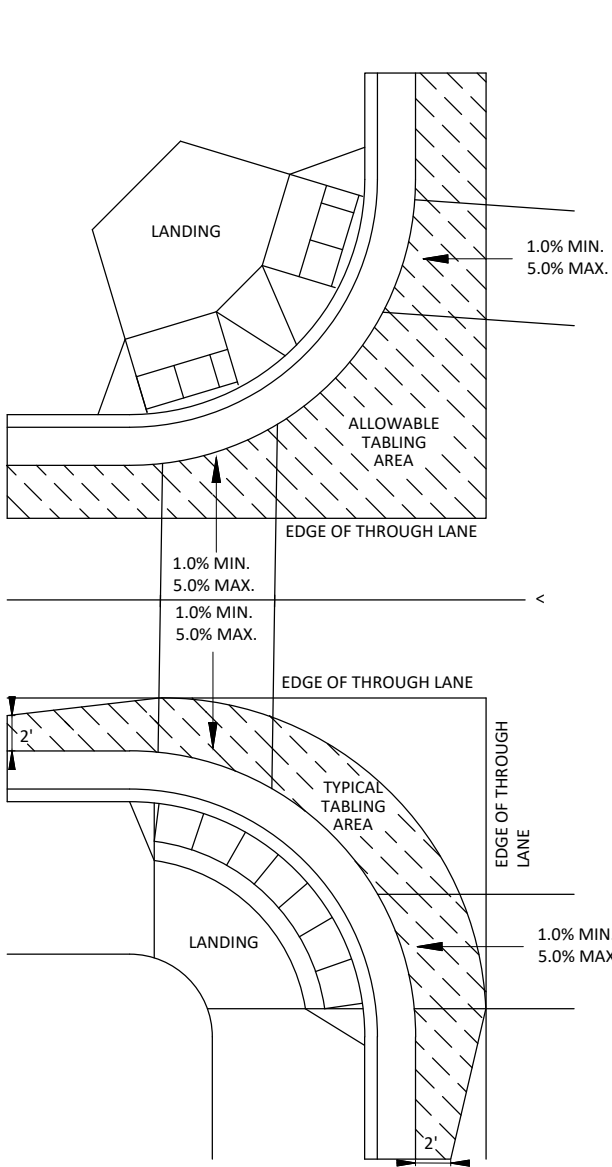 LANDING
1.0% MIN.
5.0% MAX.
ALLOWABLE
TABLING
AREA
EDGE OF THROUGH LANE
1.0% MIN.
5.0% MAX.
<
1.0% MIN.
5.0% MAX.
EDGE OF THROUGH LANE
2'
EDGE OF THROUGH
LANE
TYPICAL
TABLING
AREA
LANDING
1.0% MIN
5.0% MAX
2'